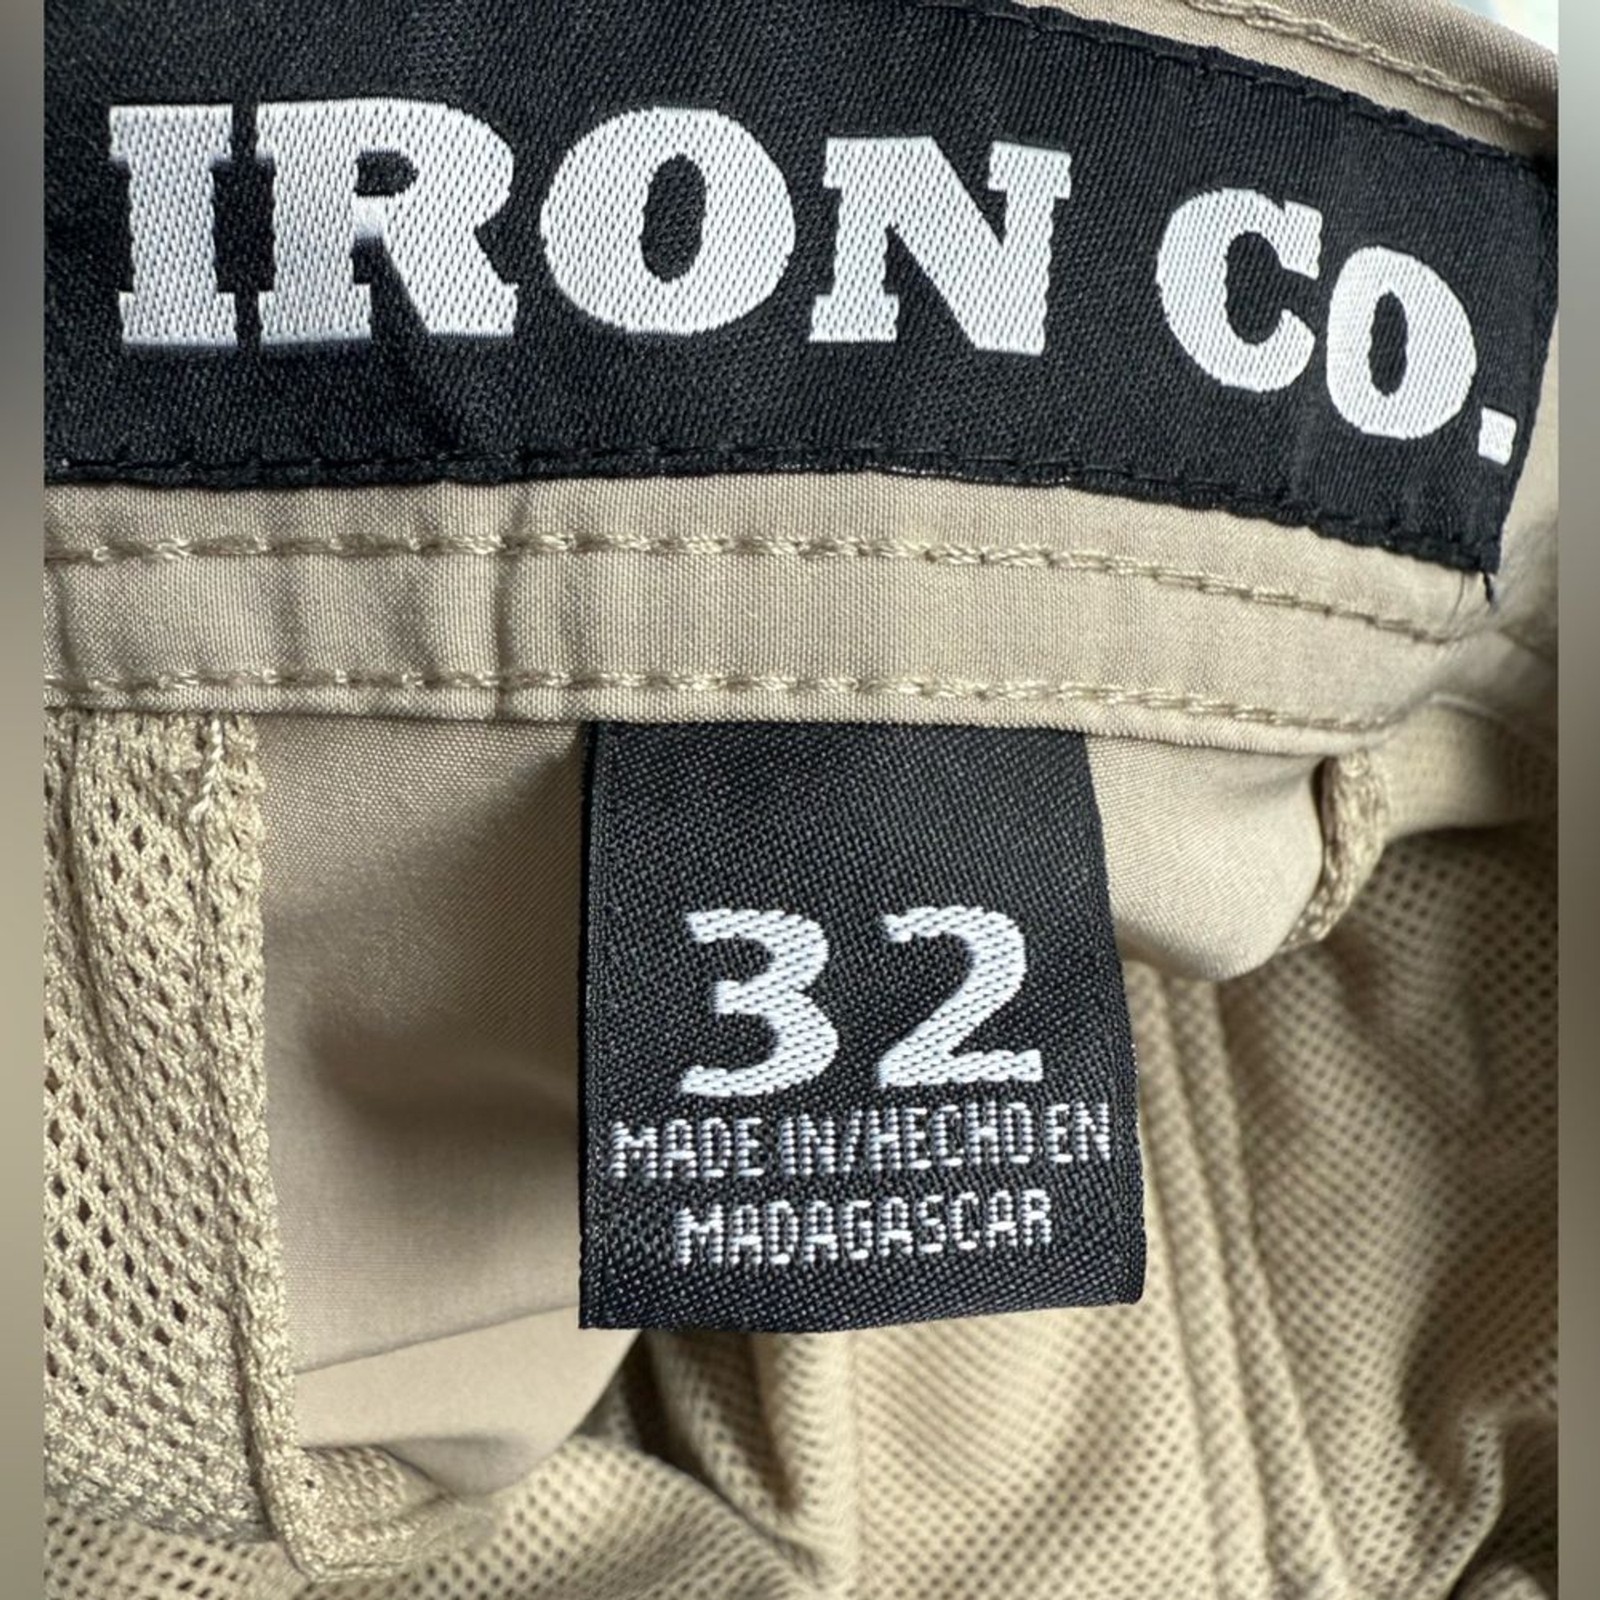 IRON CO.
32
MADE IN/HECHO EN
MADAGASCAR